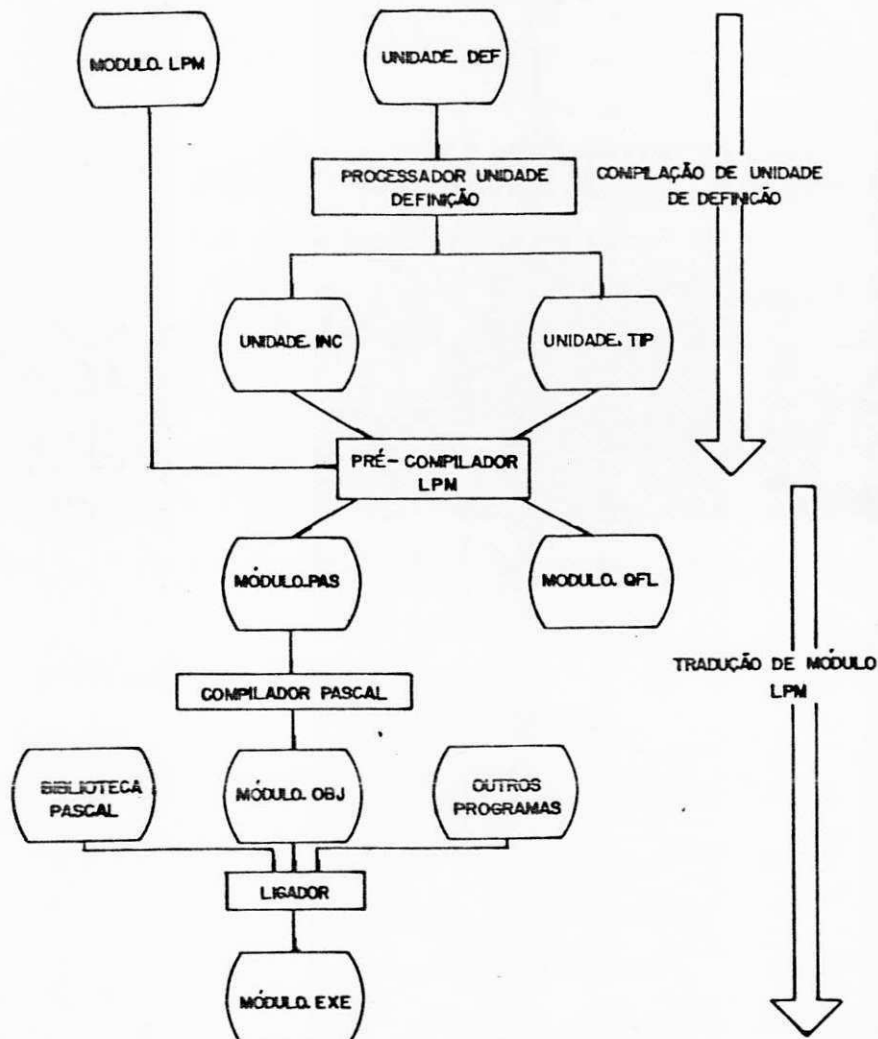 MODULO. LPM
UNIDADE. DEF
PROCESSADOR UNIDADE
DEFINIÇÃO
COMPILAÇÃO DE UNIDADE
DE DEFINIÇÃO
UNIDADE. INC
UNIDADE. TIP
PRÉ-COMPILADOR
LPM
MÓDULO.PAS
MODULO. QFL
TRADUÇÃO DE MÓDULO
LPM
COMPILADOR PASCAL
BIBLIOTECA
PASCAL
MÓDULO. OBJ
OUTROS
PROGRAMAS
LIGADOR
MÓDULO. EXE